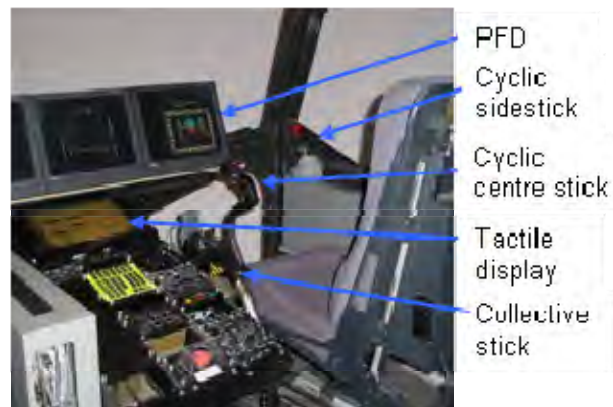 PFD
Cyclic
sidestick
Cyclic
centre stick
Tactile
display
Collective
stick